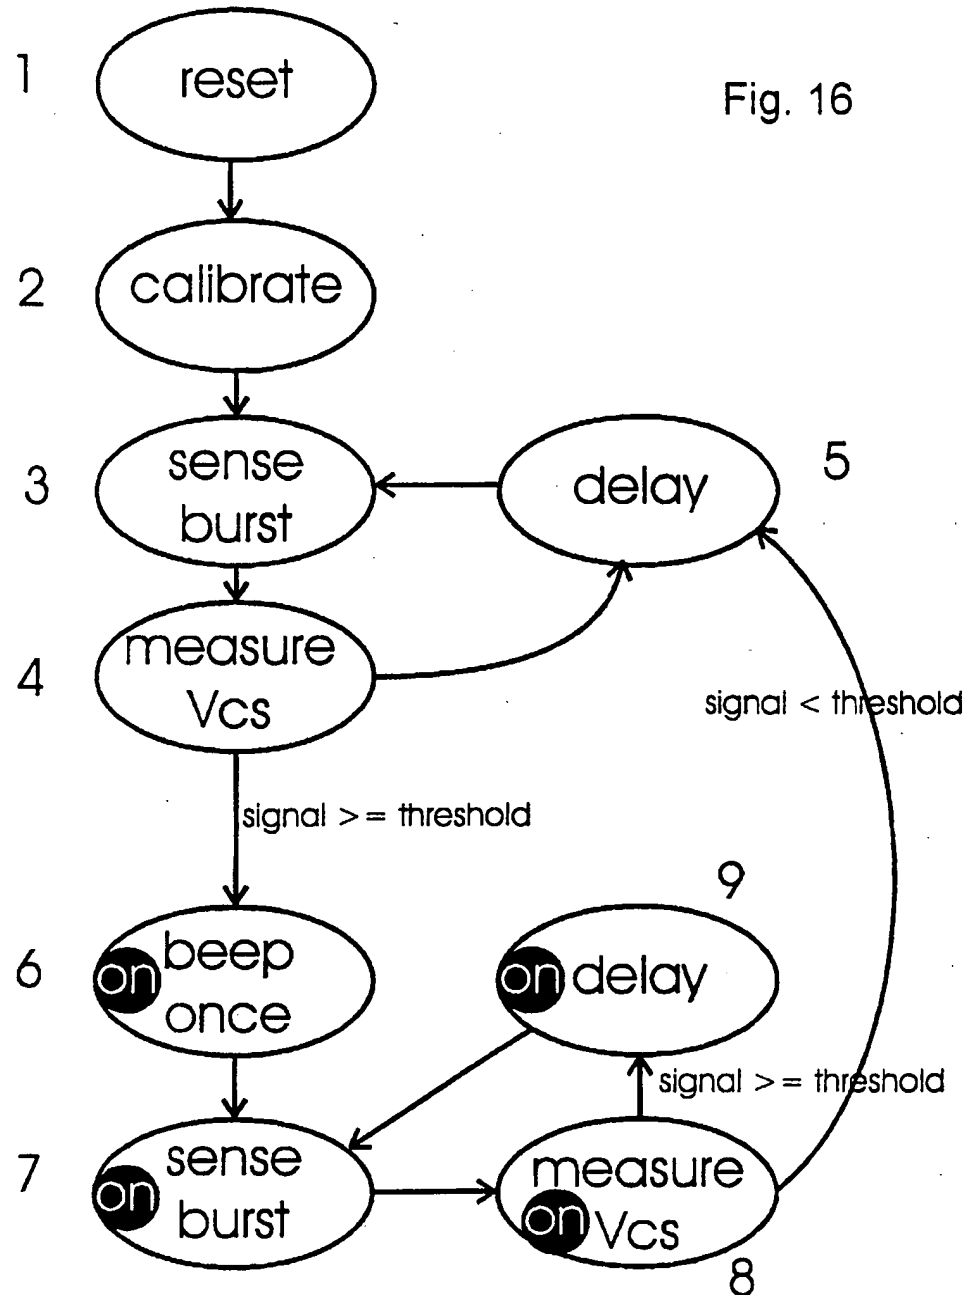 1
reset
Fig. 16
2
calibrate
3
sense
burst
delay
5
4
measure
Vcs
signal < threshold
signal >= threshold
9
6
on
beep
once
on
delay
signal >= threshold
7
sense
on
burst
measure
on
Vcs
8